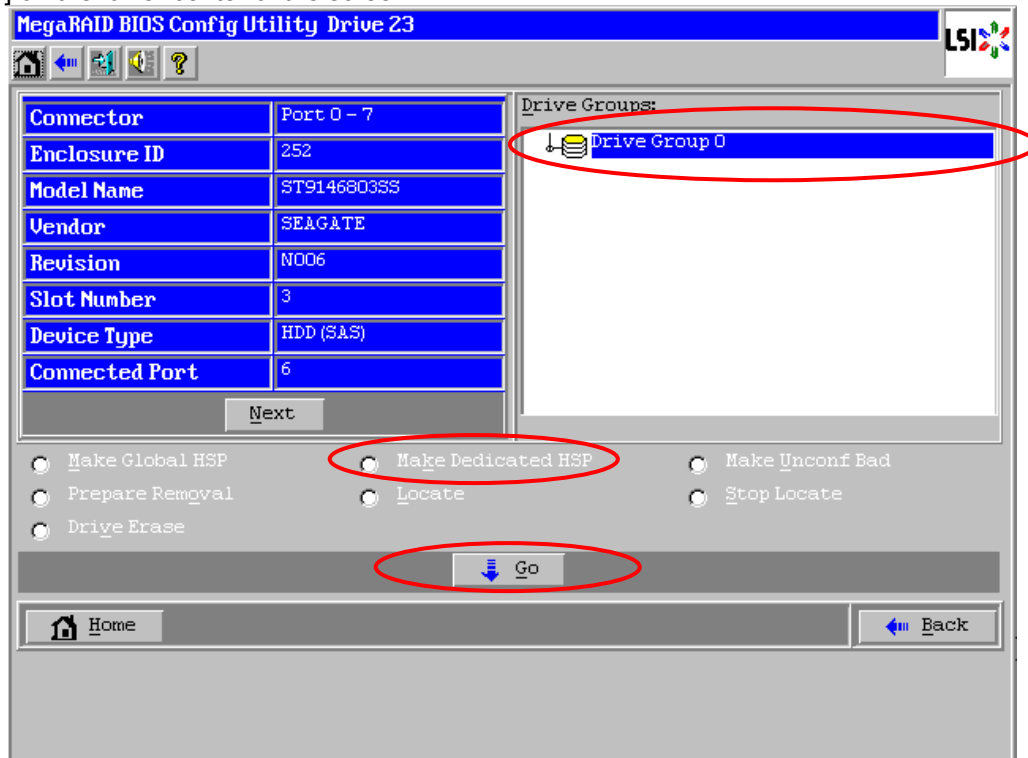 MegaRAID BIOS Config Utility Drive 23
LSI
Connector Port 0 - 7
Enclosure ID 252
Model Name ST9146803SS
Vendor SEAGATE
Revision N006
Slot Number 3
Device Type HDD (SAS)
Connected Port 6
Next
Drive Groups:
Drive Group 0
Make Global HSP Make Dedicated HSP Make Unconf Bad
Prepare Removal Locate Stop Locate
Drive Erase
Go
Home Back